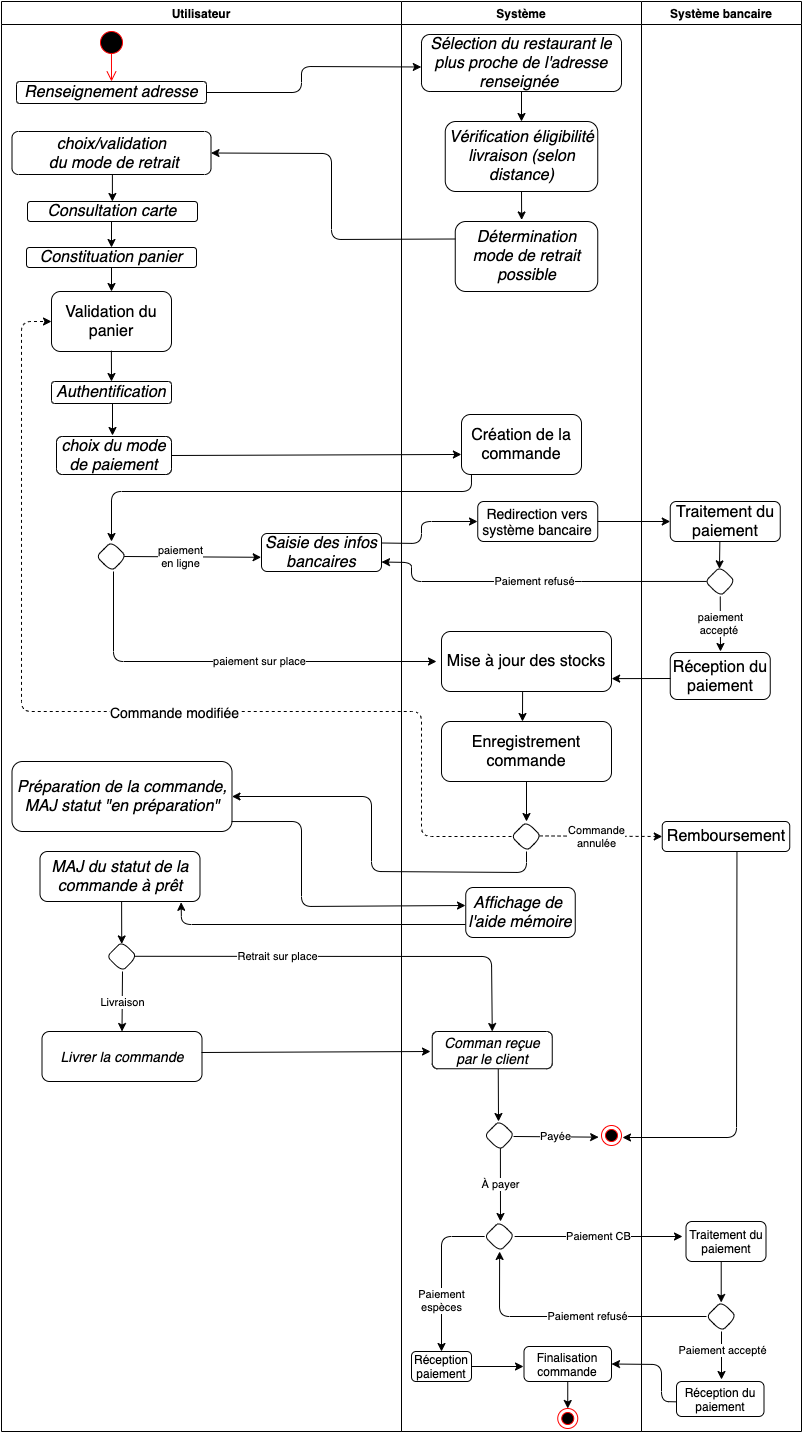 Utilisateur
Système
Système bancaire
Sélection du restaurant le
plus proche de l'adresse
renseignée
Renseignement adresse
Vérification éligibilité
livraison (selon
distance)
choix/validation
du mode de retrait
Consultation carte
Détermination
mode de retrait
possible
Constituation panier
Validation du
panier
Authentification
choix du mode
de paiement
Création de la
commande
paiement
en ligne
Saisie des infos
bancaires
Redirection vers
système bancaire
Traitement du
paiement
Paiement refusé
paiement
accepté
paiement sur place
Mise à jour des stocks
Réception du
paiement
Commande modifiée
Enregistrement
commande
Préparation de la commande,
MAJ statut "en préparation"
Commande
annulée
Remboursement
MAJ du statut de la
commande à prêt
Affichage de
l'aide mémoire
Retrait sur place
Livraison
Livrer la commande
Comman reçue
par le client
Payée
À payer
Paiement CB
Traitement du
paiement
Paiement
espèces
Paiement refusé
Paiement accepté
Réception
paiement
Finalisation
commande
Réception du
paiement